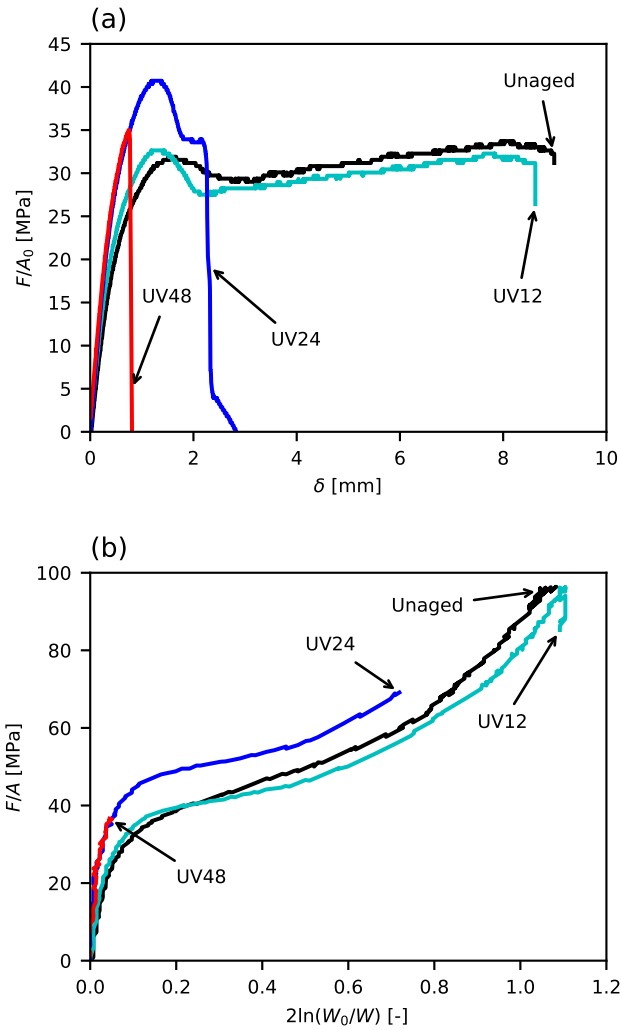 (a)
45
40
35
30
25
20
15
10
5
0
F/A₀ [MPa]
Unaged
UV48
UV24
UV12
0 2 4 6 8 10
δ [mm]
(b)
100
80
60
40
20
0
F/A [MPa]
Unaged
UV24
UV12
UV48
0.0 0.2 0.4 0.6 0.8 1.0 1.2
2ln(W₀/W) [-]